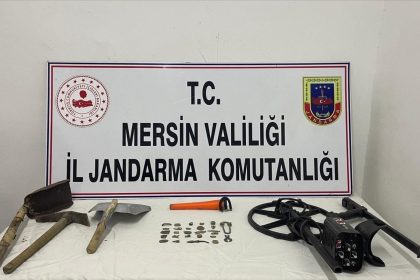 T.C.
MERSİN VALİLİĞİ
İL JANDARMA KOMUTANLIĞI